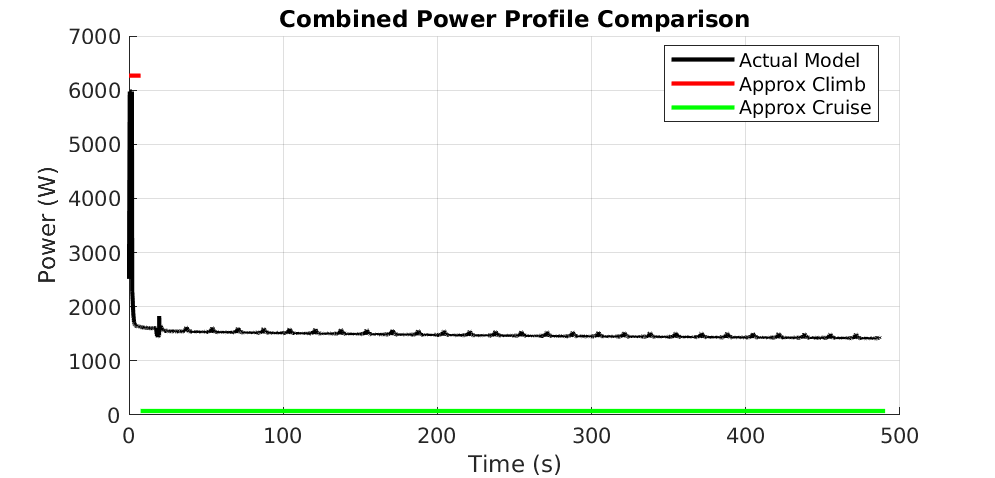 Combined Power Profile Comparison
7000
6000
5000
4000
3000
2000
1000
0
Power (W)
Actual Model
Approx Climb
Approx Cruise
0 100 200 300 400 500
Time (s)